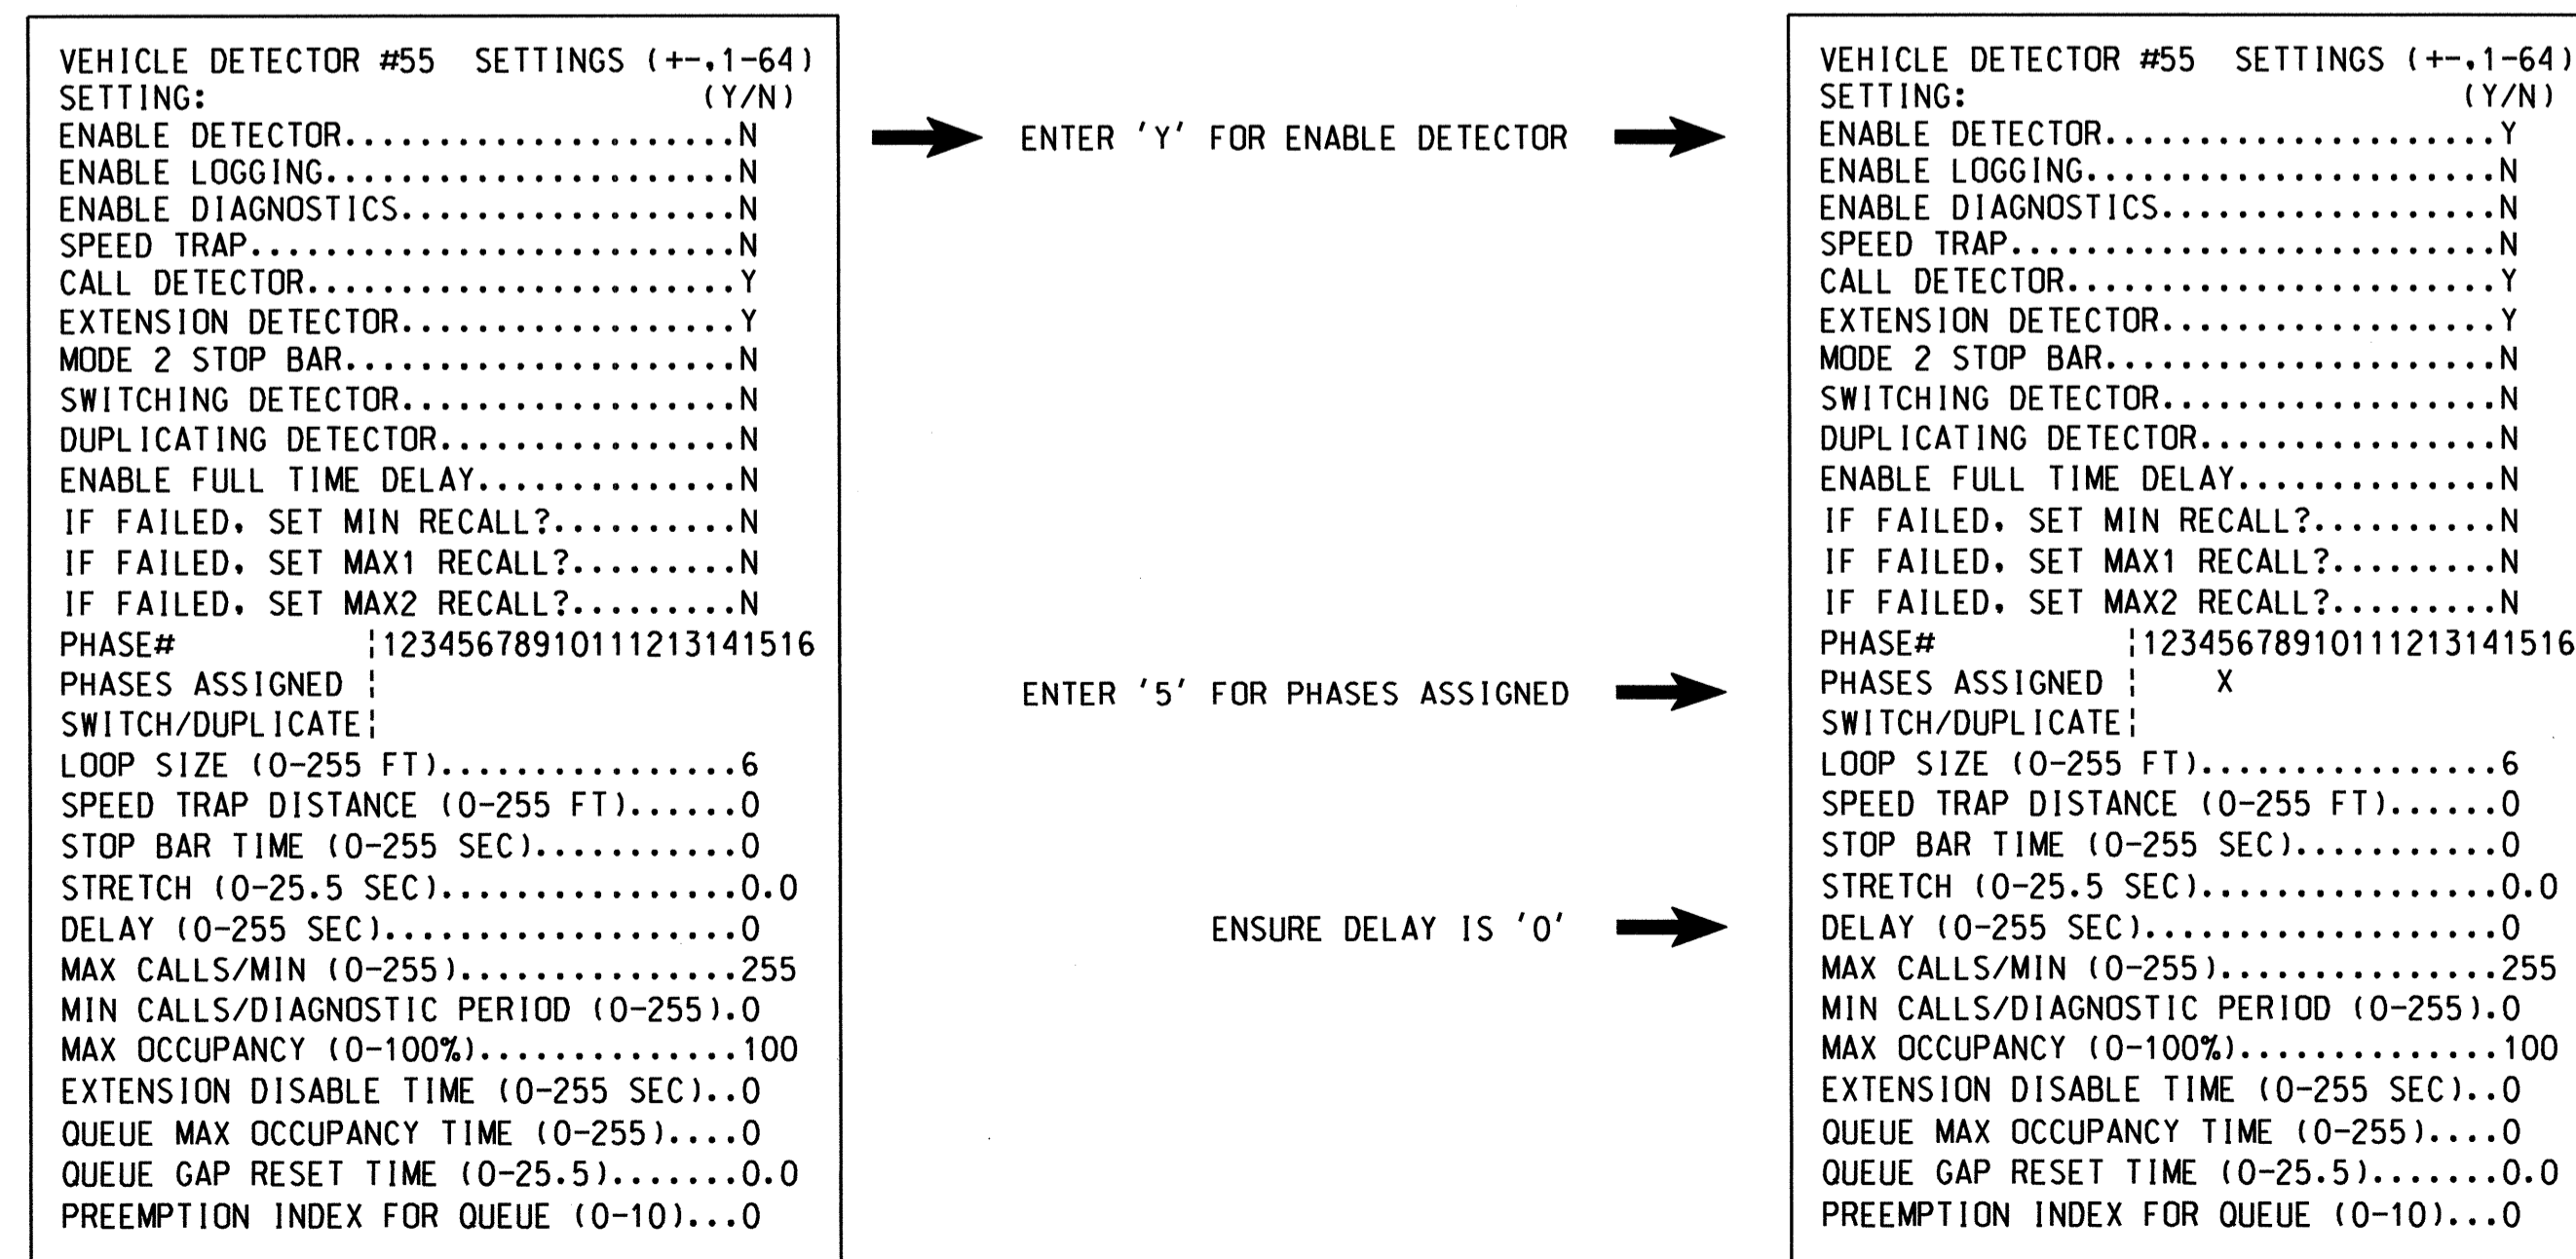 VEHICLE DETECTOR #55 SETTINGS (+-,1-64)
SETTING: (Y/N)
ENABLE DETECTOR.....................N
ENABLE LOGGING......................N
ENABLE DIAGNOSTICS..................N
SPEED TRAP..........................N
CALL DETECTOR.......................Y
EXTENSION DETECTOR..................Y
MODE 2 STOP BAR.....................N
SWITCHING DETECTOR..................N
DUPLICATING DETECTOR................N
ENABLE FULL TIME DELAY..............N
IF FAILED, SET MIN RECALL?..........N
IF FAILED, SET MAX1 RECALL?.........N
IF FAILED, SET MAX2 RECALL?.........N
PHASE# ¦12345678910111213141516
PHASES ASSIGNED ¦
SWITCH/DUPLICATE¦
LOOP SIZE (0-255 FT)................6
SPEED TRAP DISTANCE (0-255 FT)......0
STOP BAR TIME (0-255 SEC)...........0
STRETCH (0-25.5 SEC)................0.0
DELAY (0-255 SEC)...................0
MAX CALLS/MIN (0-255)...............255
MIN CALLS/DIAGNOSTIC PERIOD (0-255).0
MAX OCCUPANCY (0-100%)..............100
EXTENSION DISABLE TIME (0-255 SEC)..0
QUEUE MAX OCCUPANCY TIME (0-255)....0
QUEUE GAP RESET TIME (0-25.5).......0.0
PREEMPTION INDEX FOR QUEUE (0-10)...0
ENTER 'Y' FOR ENABLE DETECTOR
ENTER '5' FOR PHASES ASSIGNED
ENSURE DELAY IS '0'
VEHICLE DETECTOR #55 SETTINGS (+-,1-64)
SETTING: (Y/N)
ENABLE DETECTOR.....................Y
ENABLE LOGGING......................N
ENABLE DIAGNOSTICS..................N
SPEED TRAP..........................N
CALL DETECTOR.......................Y
EXTENSION DETECTOR..................Y
MODE 2 STOP BAR.....................N
SWITCHING DETECTOR..................N
DUPLICATING DETECTOR................N
ENABLE FULL TIME DELAY..............N
IF FAILED, SET MIN RECALL?..........N
IF FAILED, SET MAX1 RECALL?.........N
IF FAILED, SET MAX2 RECALL?.........N
PHASE# ¦12345678910111213141516
PHASES ASSIGNED ¦ X
SWITCH/DUPLICATE¦
LOOP SIZE (0-255 FT)................6
SPEED TRAP DISTANCE (0-255 FT)......0
STOP BAR TIME (0-255 SEC)...........0
STRETCH (0-25.5 SEC)................0.0
DELAY (0-255 SEC)...................0
MAX CALLS/MIN (0-255)...............255
MIN CALLS/DIAGNOSTIC PERIOD (0-255).0
MAX OCCUPANCY (0-100%)..............100
EXTENSION DISABLE TIME (0-255 SEC)..0
QUEUE MAX OCCUPANCY TIME (0-255)....0
QUEUE GAP RESET TIME (0-25.5).......0.0
PREEMPTION INDEX FOR QUEUE (0-10)...0